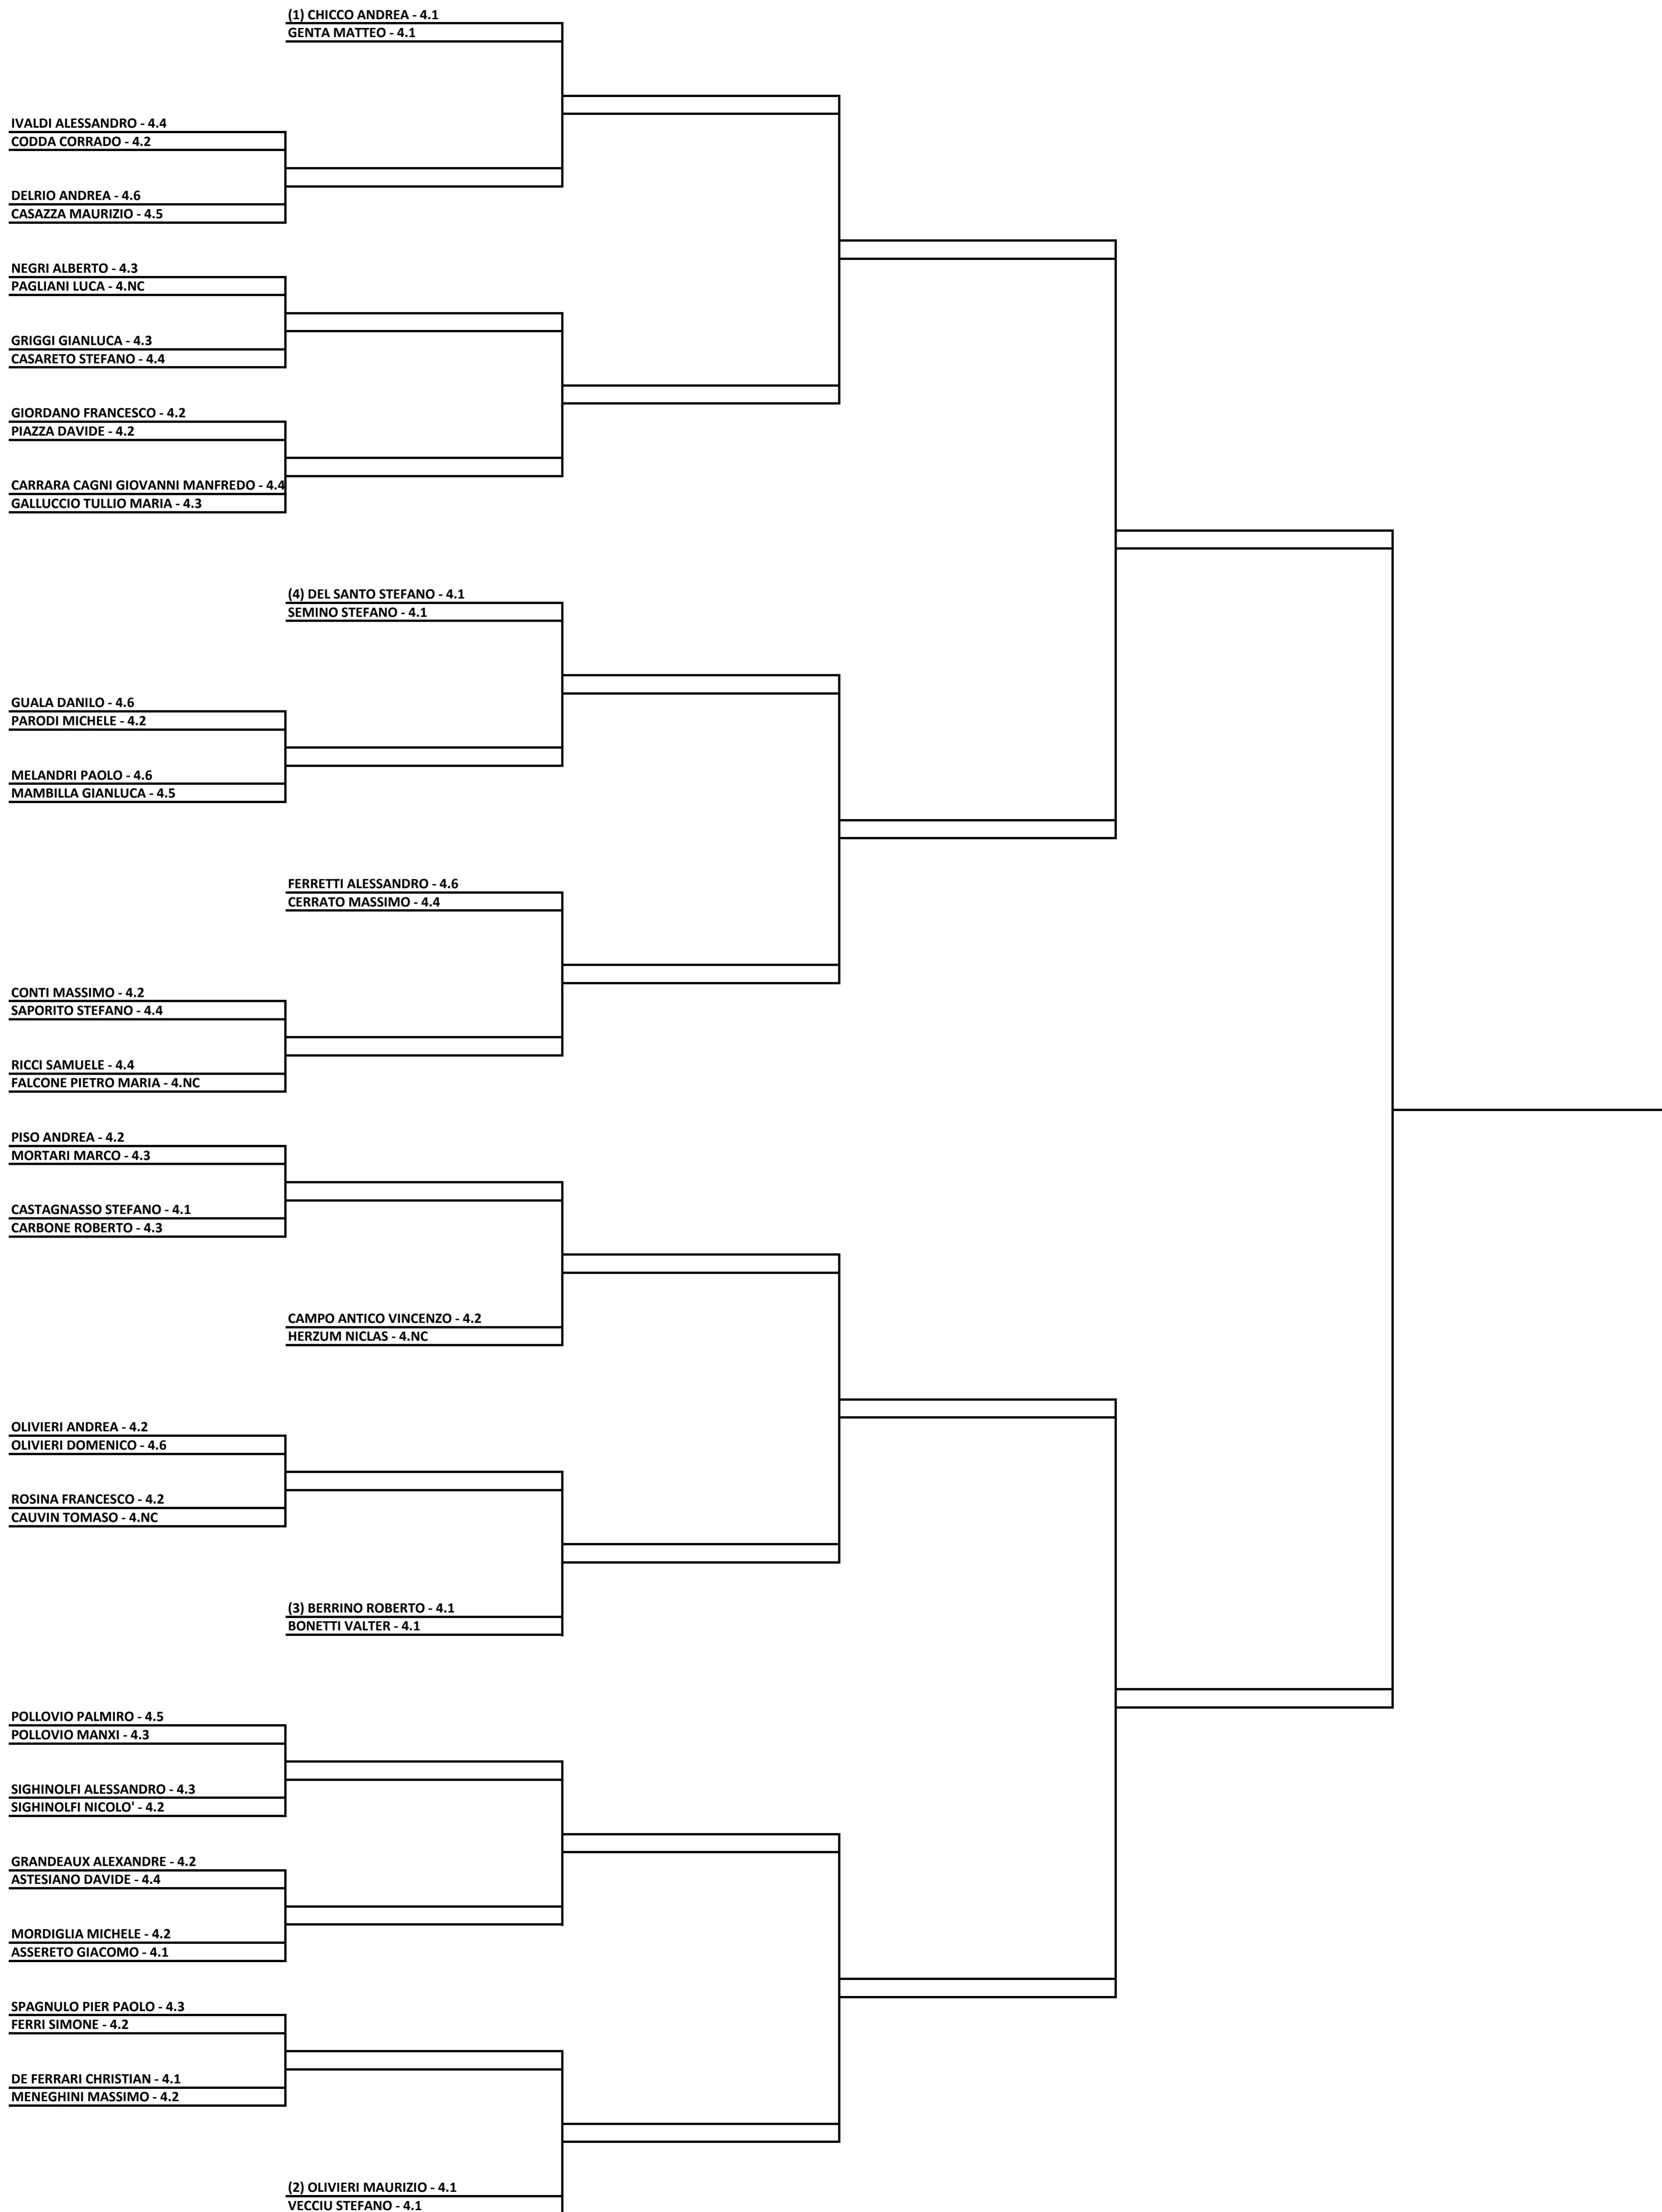 (1) CHICCO ANDREA - 4.1
GENTA MATTEO - 4.1
IVALDI ALESSANDRO - 4.4
CODDA CORRADO - 4.2
DELRIO ANDREA - 4.6
CASAZZA MAURIZIO - 4.5
NEGRI ALBERTO - 4.3
PAGLIANI LUCA - 4.NC
GRIGGI GIANLUCA - 4.3
CASARETO STEFANO - 4.4
GIORDANO FRANCESCO - 4.2
PIAZZA DAVIDE - 4.2
CARRARA CAGNI GIOVANNI MANFREDO - 4.4
GALLUCCIO TULLIO MARIA - 4.3
(4) DEL SANTO STEFANO - 4.1
SEMINO STEFANO - 4.1
GUALA DANILO - 4.6
PARODI MICHELE - 4.2
MELANDRI PAOLO - 4.6
MAMBILLA GIANLUCA - 4.5
FERRETTI ALESSANDRO - 4.6
CERRATO MASSIMO - 4.4
CONTI MASSIMO - 4.2
SAPORITO STEFANO - 4.4
RICCI SAMUELE - 4.4
FALCONE PIETRO MARIA - 4.NC
PISO ANDREA - 4.2
MORTARI MARCO - 4.3
CASTAGNASSO STEFANO - 4.1
CARBONE ROBERTO - 4.3
CAMPO ANTICO VINCENZO - 4.2
HERZUM NICLAS - 4.NC
OLIVIERI ANDREA - 4.2
OLIVIERI DOMENICO - 4.6
ROSINA FRANCESCO - 4.2
CAUVIN TOMASO - 4.NC
(3) BERRINO ROBERTO - 4.1
BONETTI VALTER - 4.1
POLLOVIO PALMIRO - 4.5
POLLOVIO MANXI - 4.3
SIGHINOLFI ALESSANDRO - 4.3
SIGHINOLFI NICOLO' - 4.2
GRANDEAUX ALEXANDRE - 4.2
ASTESIANO DAVIDE - 4.4
MORDIGLIA MICHELE - 4.2
ASSERETO GIACOMO - 4.1
SPAGNULO PIER PAOLO - 4.3
FERRI SIMONE - 4.2
DE FERRARI CHRISTIAN - 4.1
MENEGHINI MASSIMO - 4.2
(2) OLIVIERI MAURIZIO - 4.1
VECCIU STEFANO - 4.1